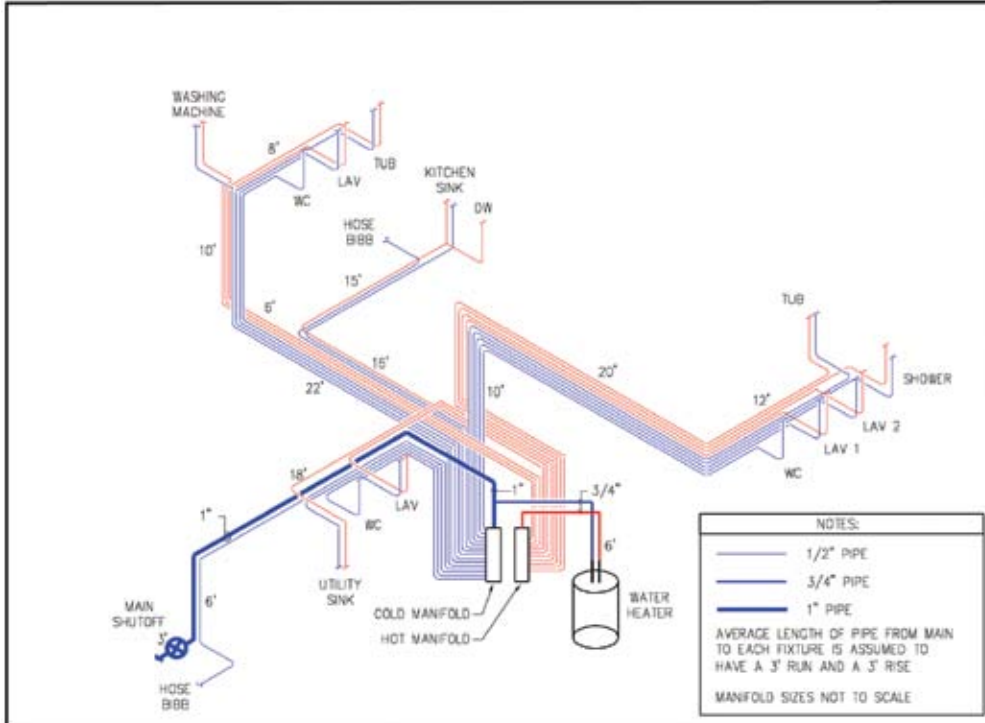 WASHING
MACHINE
8'
TUB
LAV
WC
KITCHEN
SINK
DW
HOSE
BIBB
10'
15'
6'
TUB
15'
22'
20'
10'
12'
SHOWER
LAV 2
LAV 1
WC
18'
LAV
WC
1"
3/4"
1"
6'
UTILITY
SINK
COLD MANIFOLD
HOT MANIFOLD
WATER
HEATER
6'
MAIN
SHUTOFF
3'
HOSE
BIBB
NOTES:
1/2" PIPE
3/4" PIPE
1" PIPE
AVERAGE LENGTH OF PIPE FROM MAIN
TO EACH FIXTURE IS ASSUMED TO
HAVE A 3' RUN AND A 3' RISE
MANIFOLD SIZES NOT TO SCALE